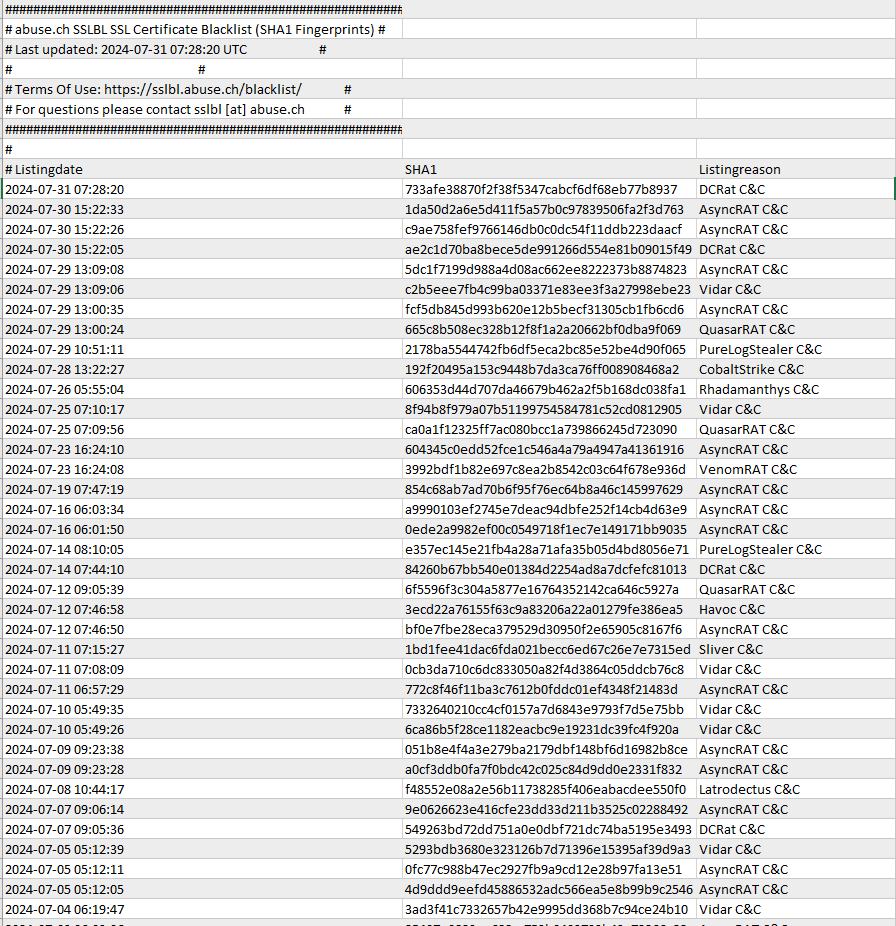 ################################################################
# abuse.ch SSLBL SSL Certificate Blacklist (SHA1 Fingerprints) #
# Last updated: 2024-07-31 07:28:20 UTC #
# #
# Terms Of Use: https://sslbl.abuse.ch/blacklist/ #
# For questions please contact sslbl [at] abuse.ch #
################################################################
#
# Listingdate SHA1 Listingreason
2024-07-31 07:28:20 733afe38870f2f38f5347cabcf6df68eb77b8937 DCRat C&C
2024-07-30 15:22:33 1da50d2a6e5d411f5a57b0c97839506fa2f3d763 AsyncRAT C&C
2024-07-30 15:22:26 c9ae758fef9766146db0c0dc54f11ddb223daacf AsyncRAT C&C
2024-07-30 15:22:05 ae2c1d70ba8bece5de991266d554e81b09015f49 DCRat C&C
2024-07-29 13:09:08 5dc1f7199d988a4d08ac662ee8222373b8874823 AsyncRAT C&C
2024-07-29 13:09:06 c2b5eee7fb4c99ba03371e83ee3f3a27998ebe23 Vidar C&C
2024-07-29 13:00:35 fcf5db845d993b620e12b5becf31305cb1fb6cd6 AsyncRAT C&C
2024-07-29 13:00:24 665c8b508ec328b12f8f1a2a20662bf0dba9f069 QuasarRAT C&C
2024-07-29 10:51:11 2178ba5544742fb6df5eca2bc85e52be4d90f065 PureLogStealer C&C
2024-07-28 13:22:27 192f20495a153c9448b7da3ca76ff008908468a2 CobaltStrike C&C
2024-07-26 05:55:04 606353d44d707da46679b462a2f5b168dc038fa1 Rhadamanthys C&C
2024-07-25 07:10:17 8f94b8f979a07b51199754584781c52cd0812905 Vidar C&C
2024-07-25 07:09:56 ca0a1f12325ff7ac080bcc1a739866245d723090 QuasarRAT C&C
2024-07-23 16:24:10 604345c0edd52fce1c546a4a79a4947a41361916 AsyncRAT C&C
2024-07-23 16:24:08 3992bdf1b82e697c8ea2b8542c03c64f678e936d VenomRAT C&C
2024-07-19 07:47:19 854c68ab7ad70b6f95f76ec64b8a46c145997629 AsyncRAT C&C
2024-07-16 06:03:34 a9990103ef2745e7deac94dbfe252f14cb4d63e9 AsyncRAT C&C
2024-07-16 06:01:50 0ede2a9982ef00c0549718f1ec7e149171bb9035 AsyncRAT C&C
2024-07-14 08:10:05 e357ec145e21fb4a28a71afa35b05d4bd8056e71 PureLogStealer C&C
2024-07-14 07:44:10 84260b67bb540e01384d2254ad8a7dcfefc81013 DCRat C&C
2024-07-12 09:05:39 6f5596f3c304a5877e16764352142ca646c5927a QuasarRAT C&C
2024-07-12 07:46:58 3ecd22a76155f63c9a83206a22a01279fe386ea5 Havoc C&C
2024-07-12 07:46:50 bf0e7fbe28eca379529d30950f2e65905c8167f6 AsyncRAT C&C
2024-07-11 07:15:27 1bd1fee41dac6fda021becc6ed67c26e7e7315ed Sliver C&C
2024-07-11 07:08:09 0cb3da710c6dc833050a82f4d3864c05ddcb76c8 Vidar C&C
2024-07-11 06:57:29 772c8f46f11ba3c7612b0fddc01ef4348f21483d AsyncRAT C&C
2024-07-10 05:49:35 7332640210cc4cf0157a7d6843e9793f7d5e75bb Vidar C&C
2024-07-10 05:49:26 6ca86b5f28ce1182eacbc9e19231dc39fc4f920a Vidar C&C
2024-07-09 09:23:38 051b8e4f4a3e279ba2179dbf148bf6d16982b8ce AsyncRAT C&C
2024-07-09 09:23:28 a0cf3ddb0fa7f0bdc42c025c84d9dd0e2331f832 AsyncRAT C&C
2024-07-08 10:44:17 f48552e08a2e56b11738285f406eabacdee550f0 Latrodectus C&C
2024-07-07 09:06:14 9e0626623e416cfe23dd33d211b3525c02288492 AsyncRAT C&C
2024-07-07 09:05:36 549263bd72dd751a0e0dbf721dc74ba5195e3493 DCRat C&C
2024-07-05 05:12:39 5293bdb3680e323126b7d71396e15395af39d9a3 Vidar C&C
2024-07-05 05:12:11 0fc77c988b47ec2927fb9a9cd12e28b97fa13e51 AsyncRAT C&C
2024-07-05 05:12:05 4d9ddd9eefd45886532adc566ea5e8b99b9c2546 AsyncRAT C&C
2024-07-04 06:19:47 3ad3f41c7332657b42e9995dd368b7c94ce24b10 Vidar C&C